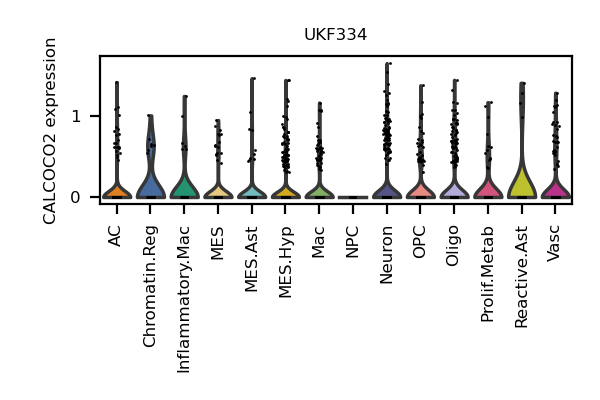 UKF334
CALCOCO2 expression
1
0
AC
Chromatin.Reg
Inflammatory.Mac
MES
MES.Ast
MES.Hyp
Mac
NPC
Neuron
OPC
Oligo
Prolif.Metab
Reactive.Ast
Vasc